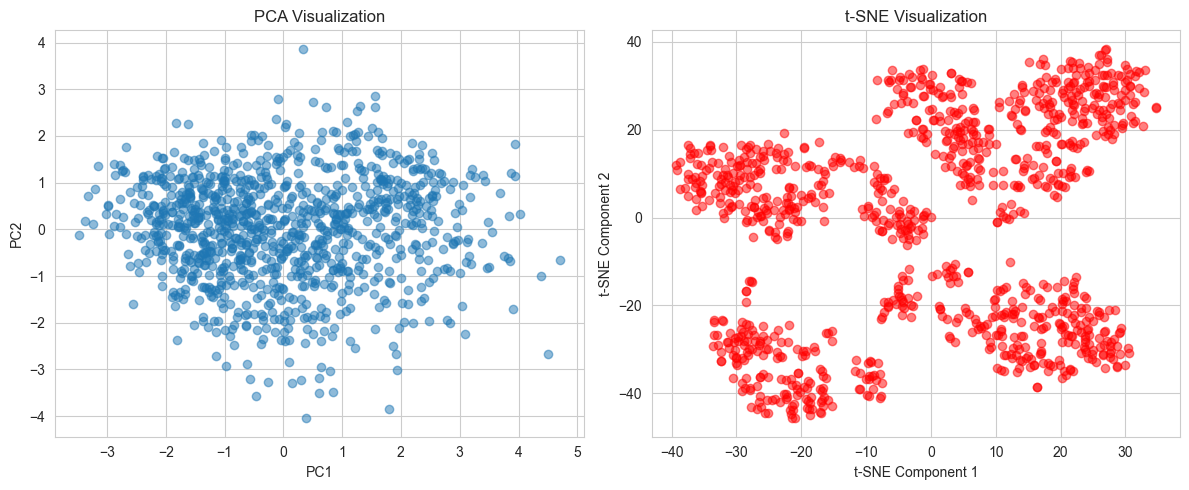 PCA Visualization
4
3
2
1
0
−1
−2
−3
−4
PC2
−3 −2 −1 0 1 2 3 4 5
PC1
t-SNE Visualization
40
20
0
−20
−40
t-SNE Component 2
−40 −30 −20 −10 0 10 20 30
t-SNE Component 1